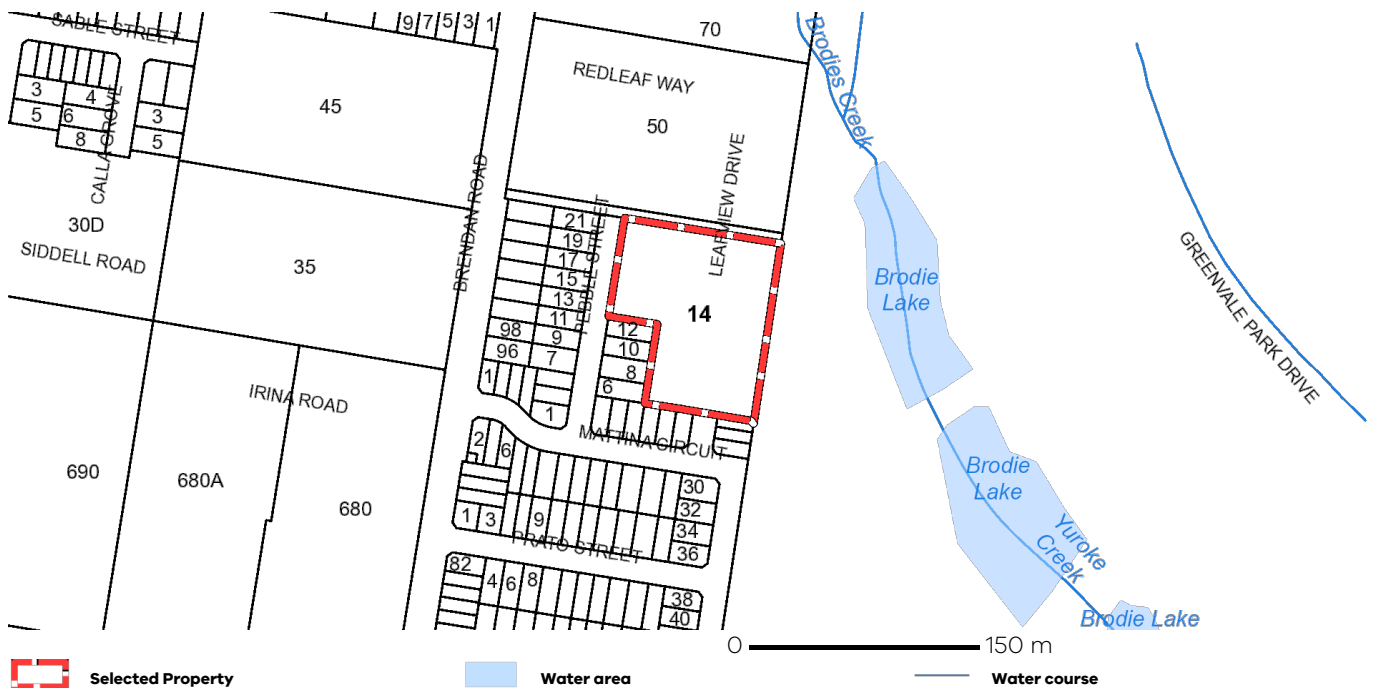 SABLE STREET
9 7 5 3 1
70
Brodies Creek
REDLEAF WAY
3
4
45
50
5
6
3
8
5
CALLA GROVE
BRENDAN ROAD
LEAFVIEW DRIVE
30D
SIDDELL ROAD
35
21
19
17
15
13
11
9
7
98
96
1
1
PEBBLE STREET
14
12
10
8
6
Brodie
Lake
GREENVALE PARK DRIVE
IRINA ROAD
MATTINA CIRCUIT
690
680A
680
2
6
30
32
34
36
1 3 9
PRATO STREET
Brodie
Lake
Yuroke
Creek
82
4 6 8
38
40
Brodie Lake
0 150 m
Selected Property
Water area
Water course